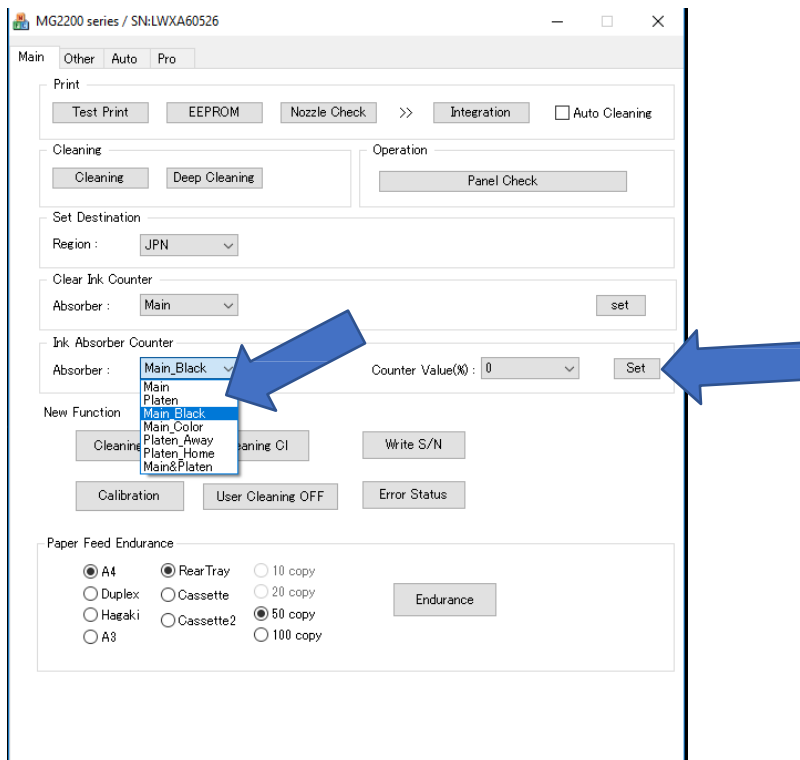 MG2200 series / SN:LWXA60526
Main Other Auto Pro
Print
Test Print EEPROM Nozzle Check >> Integration Auto Cleaning
Cleaning Operation
Cleaning Deep Cleaning Panel Check
Set Destination
Region : JPN
Clear Ink Counter
Absorber : Main set
Ink Absorber Counter
Absorber : Main_Black Counter Value(%) : 0 Set
Main
Platen
Main_Black
Main_Color
Platen_Away
Platen_Home
Main&Platen
New Function
Cleaning eaning CI Write S/N
Calibration User Cleaning OFF Error Status
Paper Feed Endurance
A4 RearTray 10 copy
Duplex Cassette 20 copy
Hagaki Cassette2 50 copy
A3 100 copy
Endurance